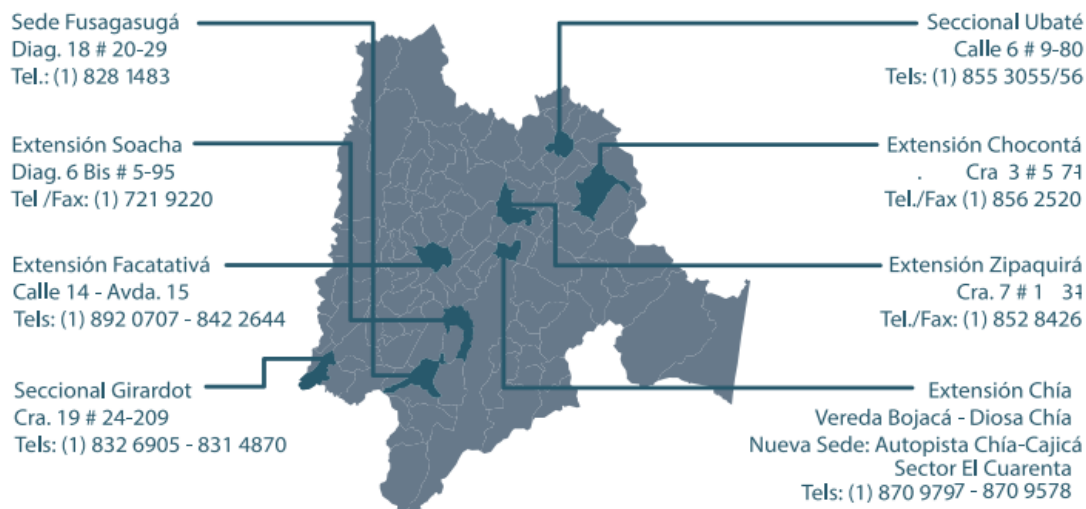 Sede Fusagasugá
Diag. 18 # 20-29
Tel.: (1) 828 1483
Extensión Soacha
Diag. 6 Bis # 5-95
Tel /Fax: (1) 721 9220
Extensión Facatativá
Calle 14 - Avda. 15
Tels: (1) 892 0707 - 842 2644
Seccional Girardot
Cra. 19 # 24-209
Tels: (1) 832 6905 - 831 4870
Seccional Ubaté
Calle 6 # 9-80
Tels: (1) 855 3055/56
Extensión Chocontá
. Cra 3 # 5
Tel./Fax (1) 856 2520
Extensión Zipaquirá
Cra. 7 # 1
Tel./Fax: (1) 852 8426
Extensión Chía
Vereda Bojacá - Diosa Chía
Nueva Sede: Autopista Chía-Cajicá
Sector El Cuarenta
Tels: (1) 870 9797 - 870 9578